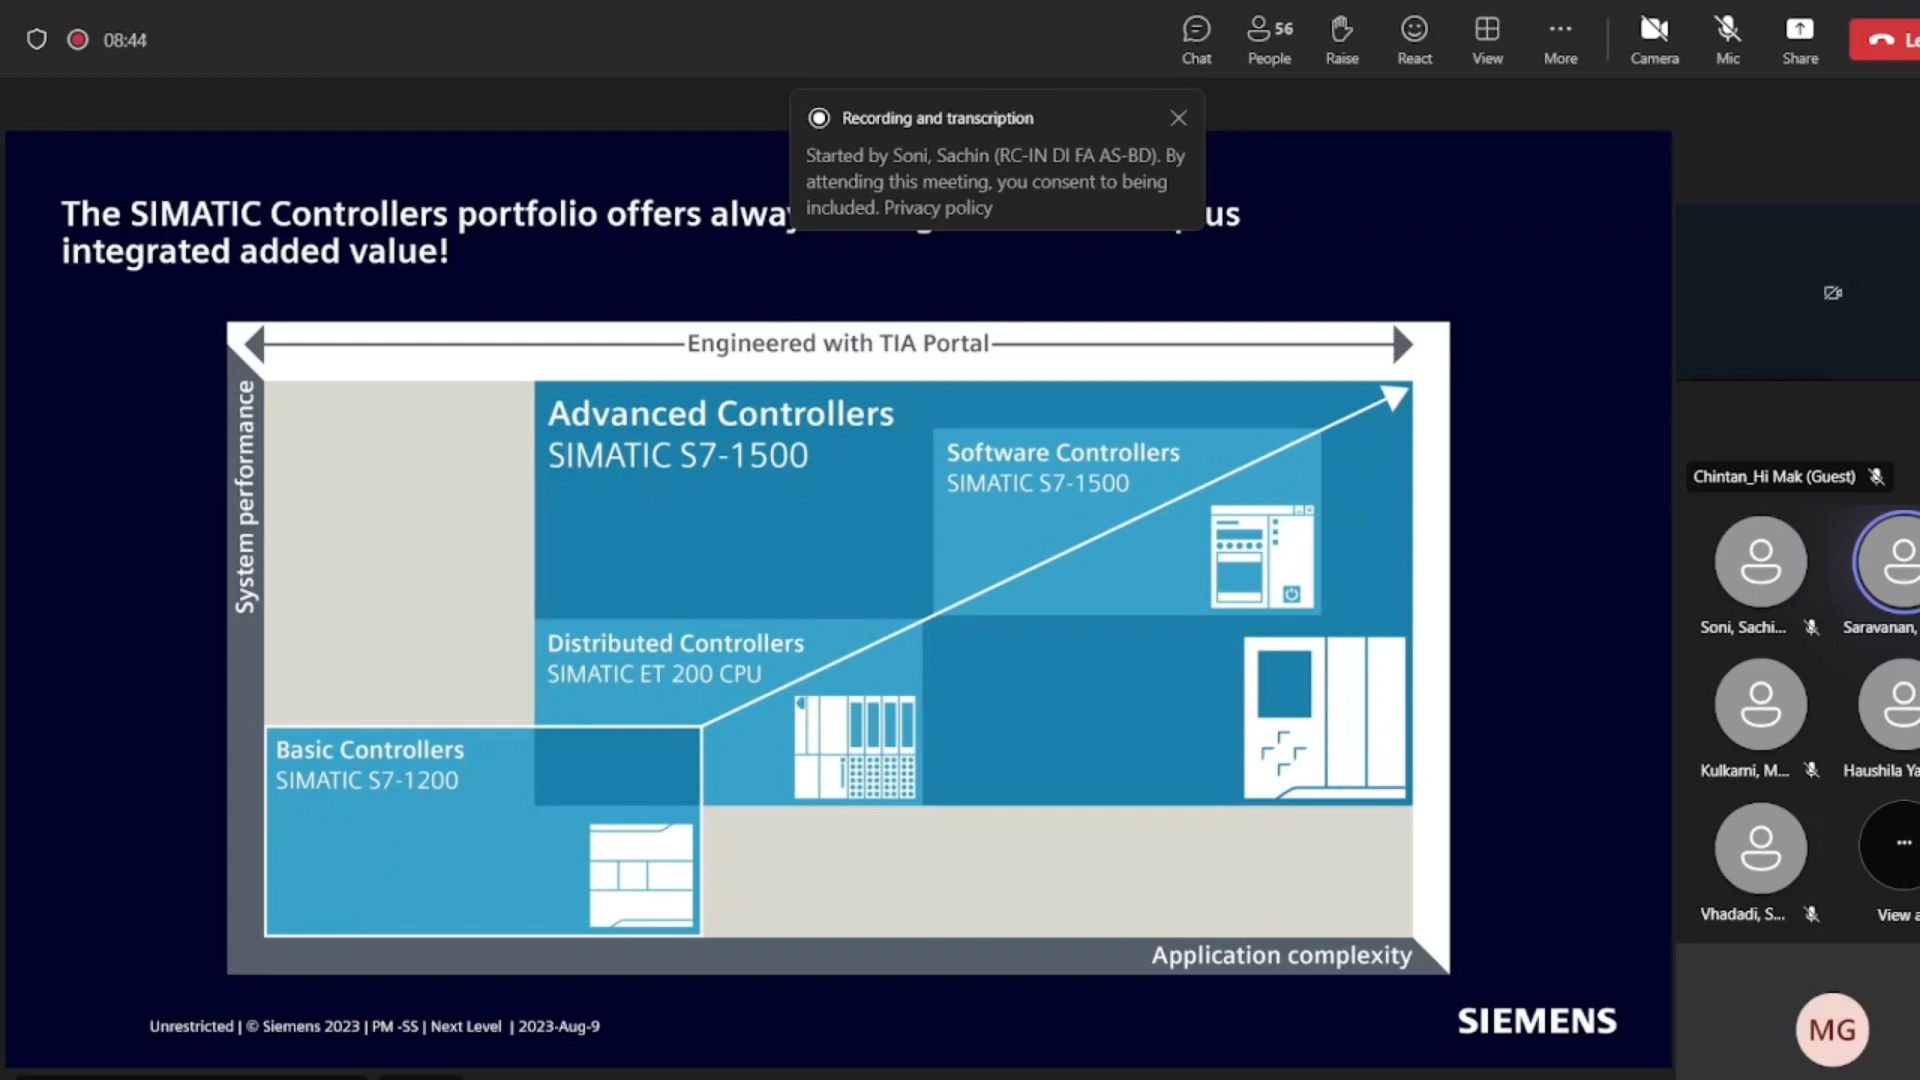 08:44
Chat
56
People
Raise
React
View
More
Camera
Mic
Share
Recording and transcription
Started by Soni, Sachin (RC-IN DI FA AS-BD). By
attending this meeting, you consent to being
included. Privacy policy
The SIMATIC Controllers portfolio offers
integrated added value!
Engineered with TIA Portal
System performance
Advanced Controllers
SIMATIC S7-1500
Software Controllers
SIMATIC S7-1500
Distributed Controllers
SIMATIC ET 200 CPU
Basic Controllers
SIMATIC S7-1200
Application complexity
Unrestricted | © Siemens 2023 | PM -SS | Next Level | 2023-Aug-9
SIEMENS
Chintan_Hi Mak (Guest)
Soni, Sachi...
Saravanan,
Kulkarni, M...
Haushila Ya
Vhadadi, S...
View
MG